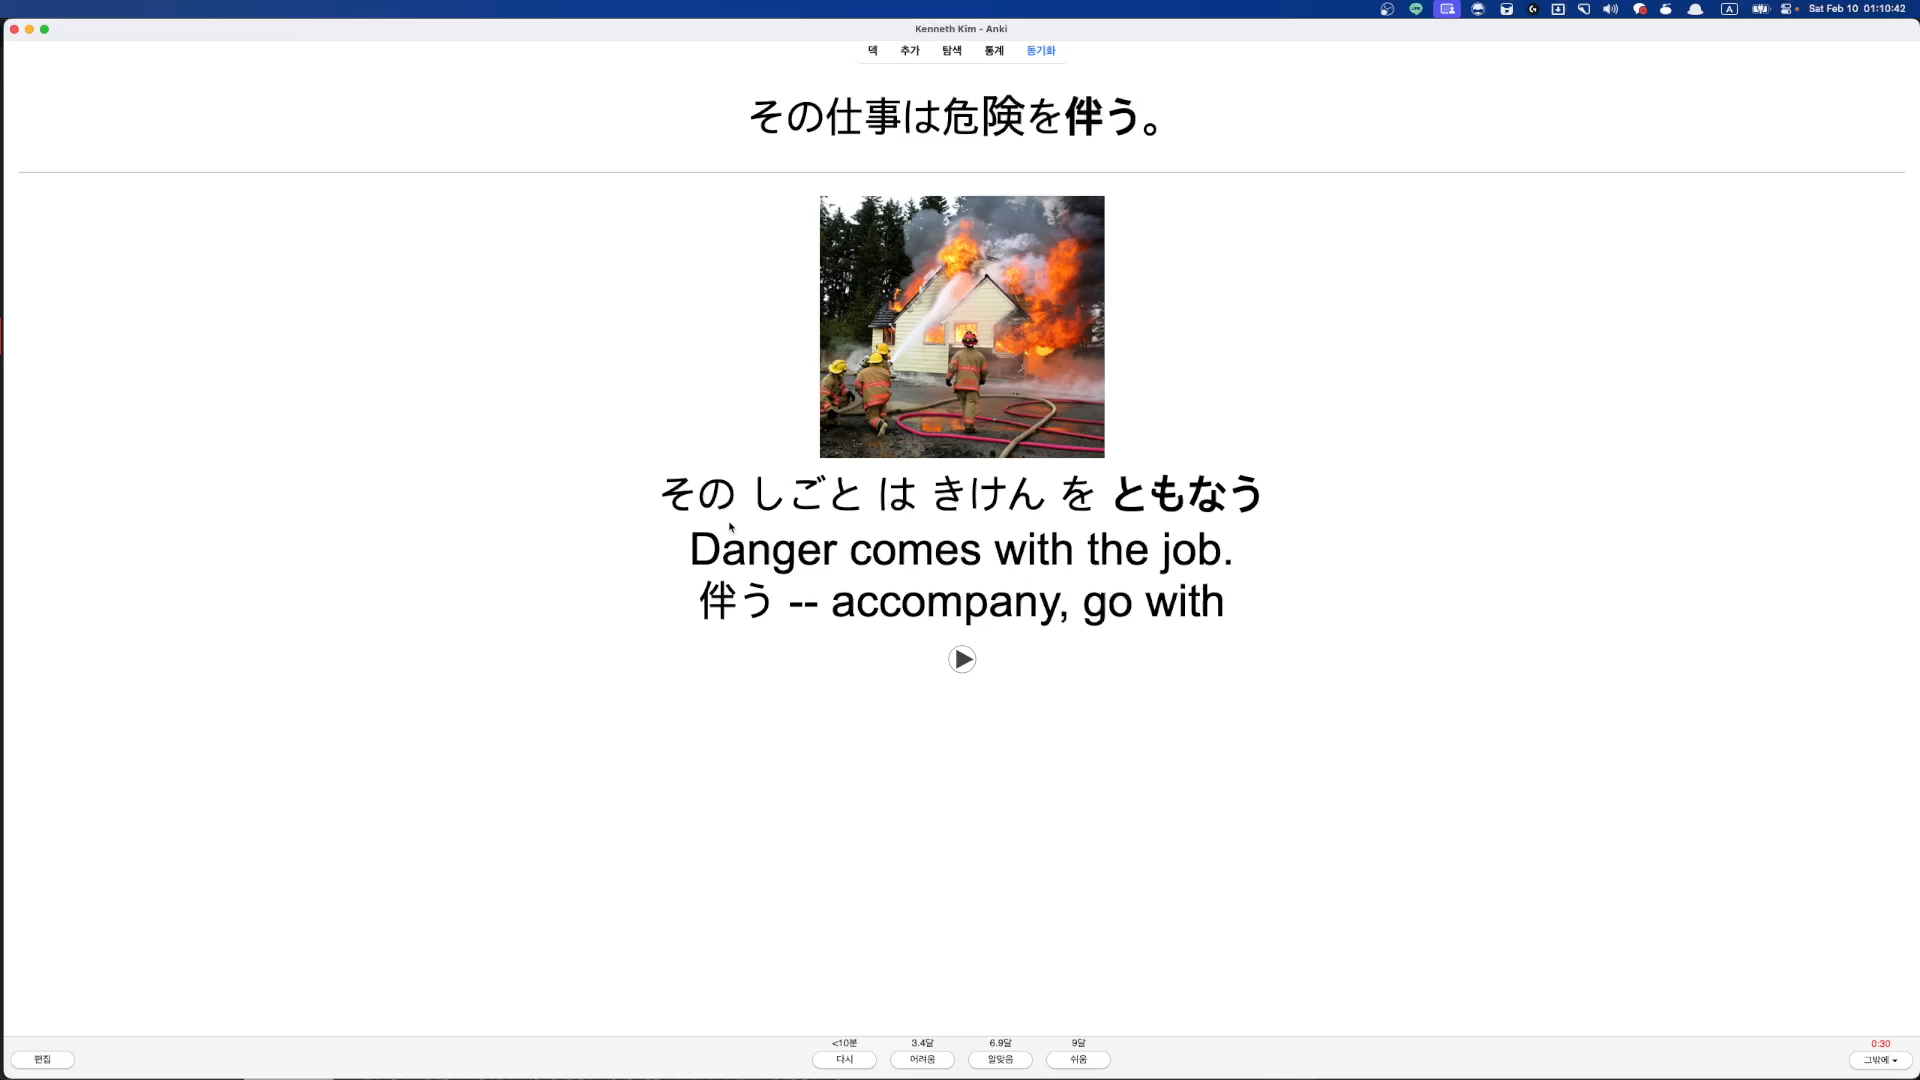 Sat Feb 10 01:10:42
Kenneth Kim - Anki
덱 추가 탐색 통계 동기화
その仕事は危険を伴う。
その しごと は きけん を ともなう
Danger comes with the job.
伴う -- accompany, go with
<10분 3.4달 6.9달 9달 0:30
편집 다시 어려움 알맞음 쉬움 그밖에